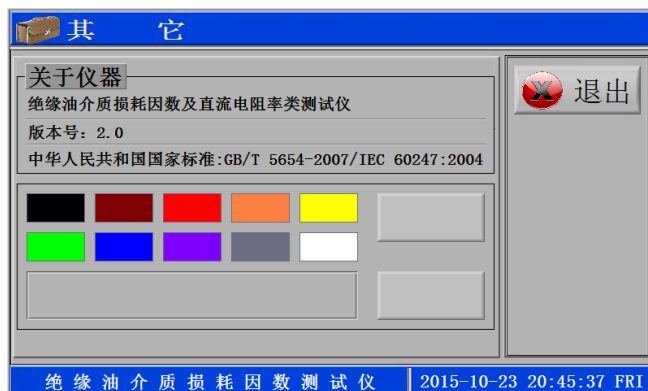 其 它
关于仪器
绝缘油介质损耗因数及直流电阻率类测试仪
版本号: 2.0
中华人民共和国国家标准:GB/T 5654-2007/IEC 60247:2004
退出
绝缘油介质损耗因数测试仪
2015-10-23 20:45:37 FRI